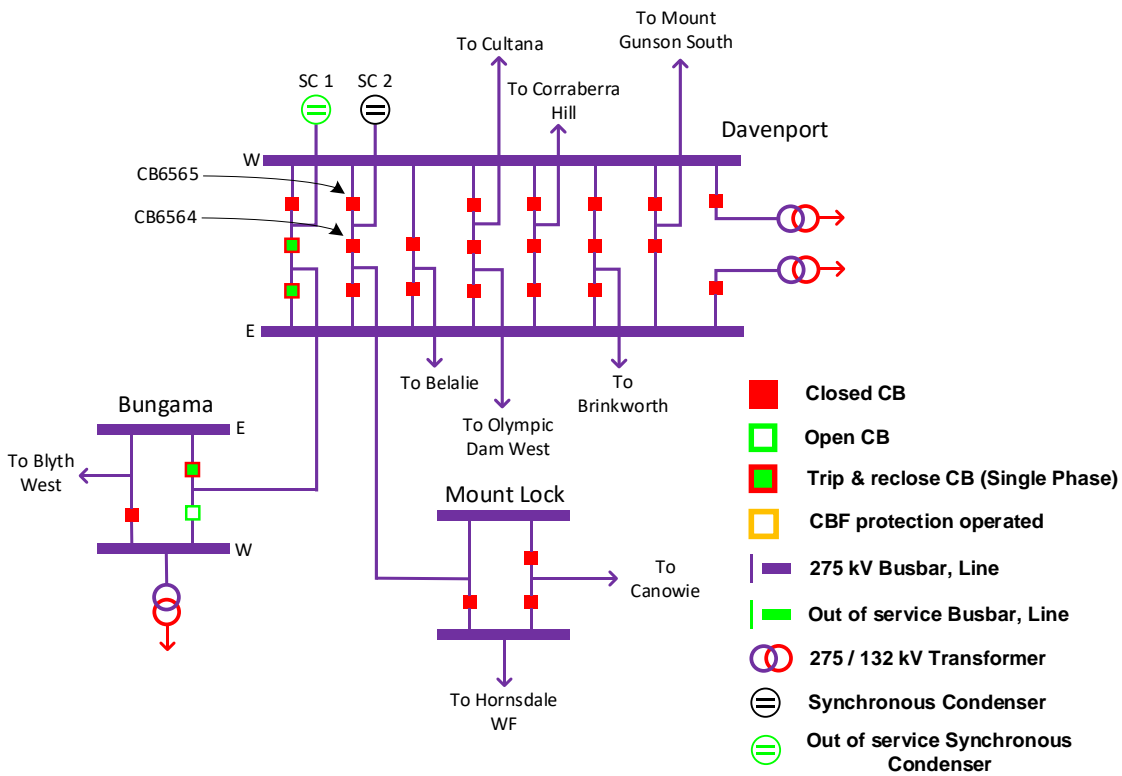 To Mount
Gunson South
To Cultana
SC 1
SC 2
To Corraberra
Hill
Davenport
W
CB6565
CB6564
E
To Belalie
To
Brinkworth
To Olympic
Dam West
Bungama
E
To Blyth
West
W
Mount Lock
To
Canowie
To Hornsdale
WF
Closed CB
Open CB
Trip & reclose CB (Single Phase)
CBF protection operated
275 kV Busbar, Line
Out of service Busbar, Line
275 / 132 kV Transformer
Synchronous Condenser
Out of service Synchronous
Condenser